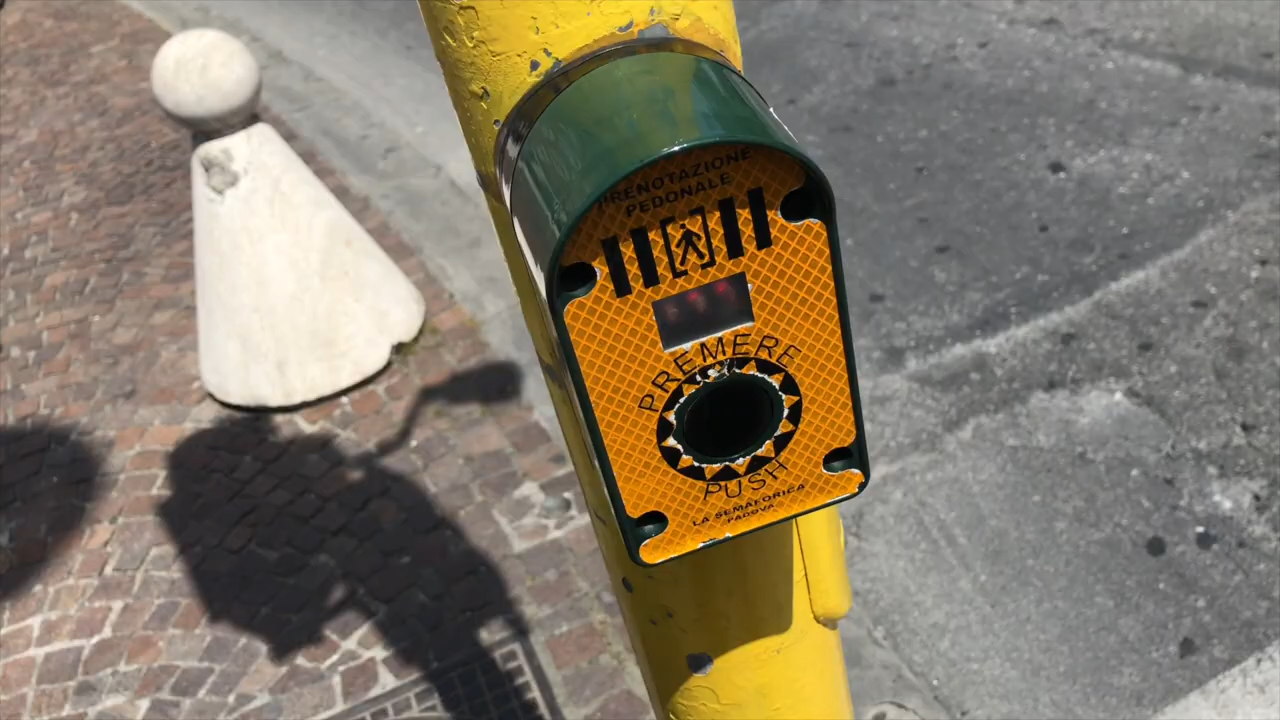 PRENOTAZIONE
PEDONALE
PREMERE
PUSH
LA SEMAFORICA
PADOVA